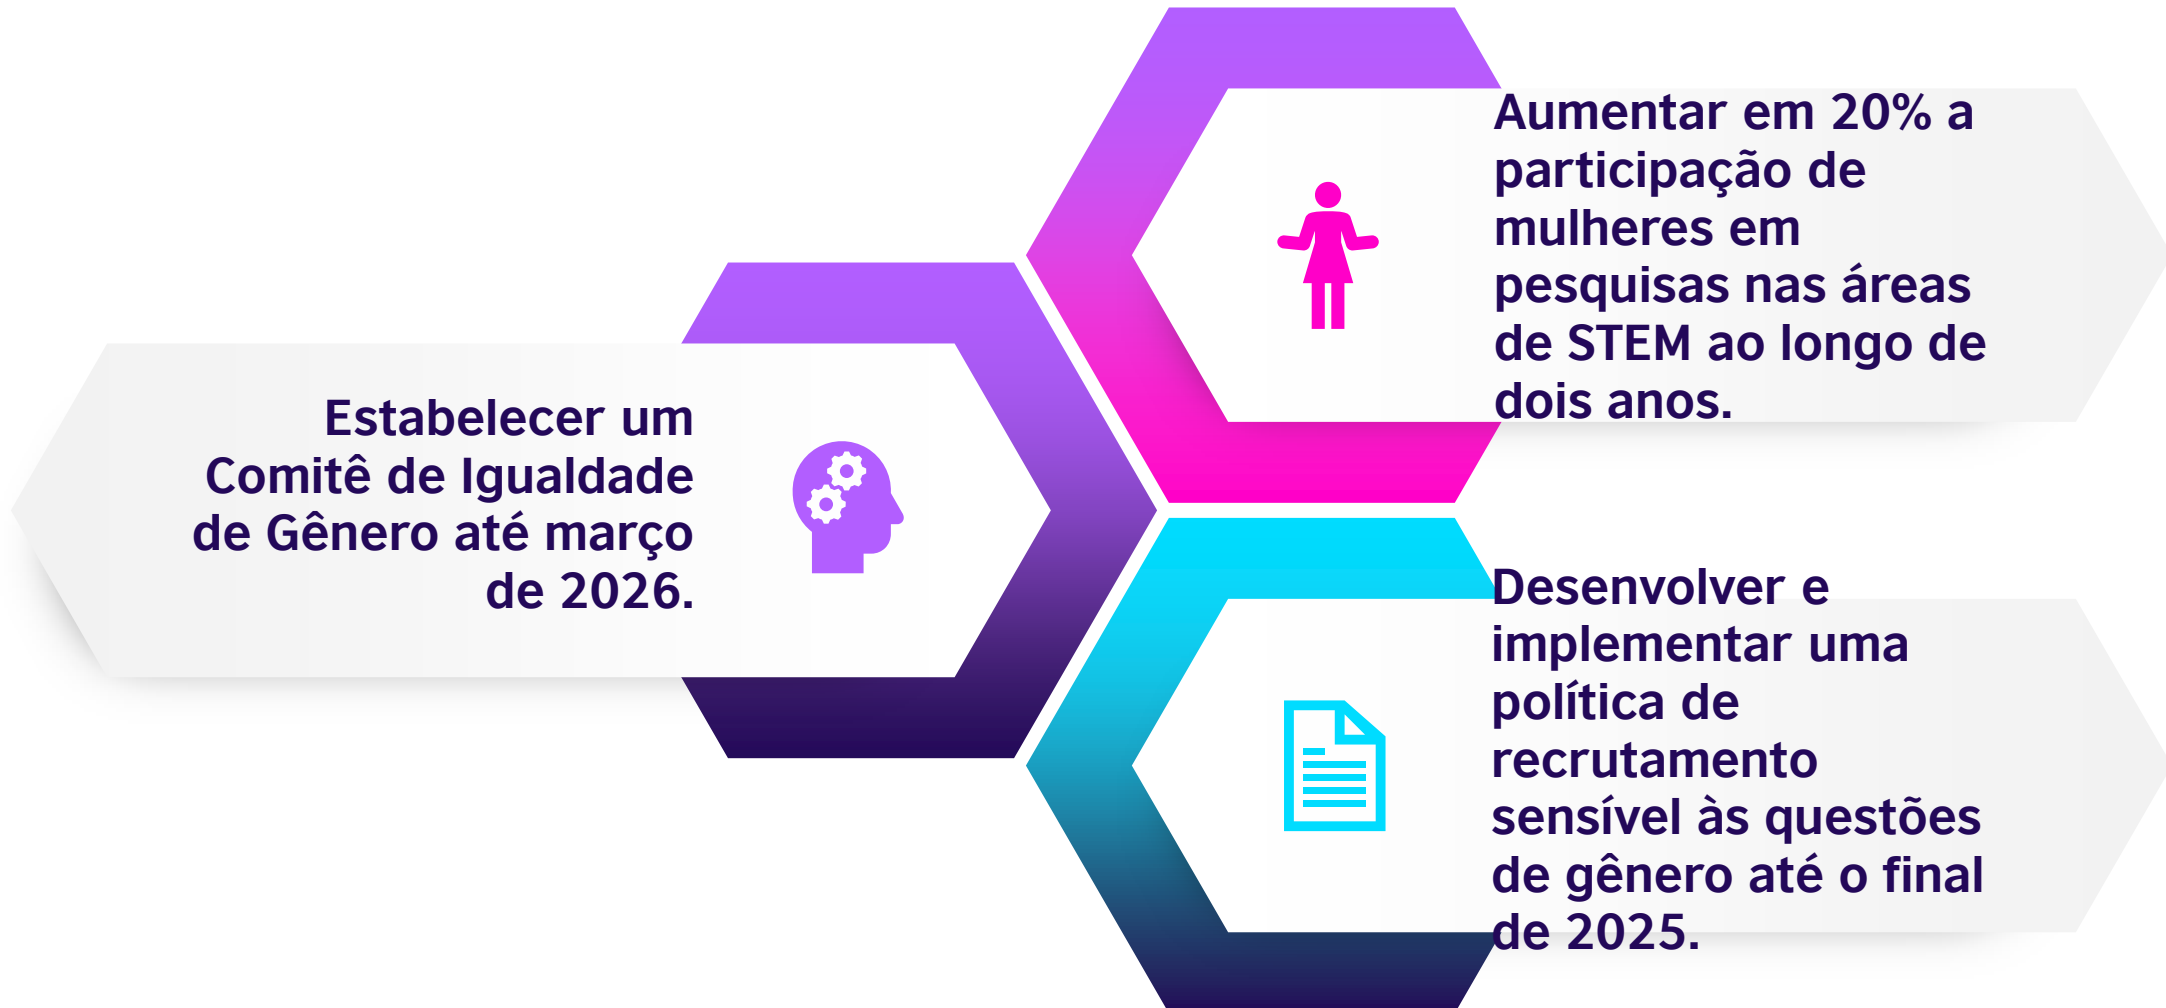 Aumentar em 20% a
participação de
mulheres em
pesquisas nas áreas
de STEM ao longo de
dois anos.
Estabelecer um
Comitê de Igualdade
de Gênero até março
de 2026.
Desenvolver e
implementar uma
política de
recrutamento
sensível às questões
de gênero até o final
de 2025.